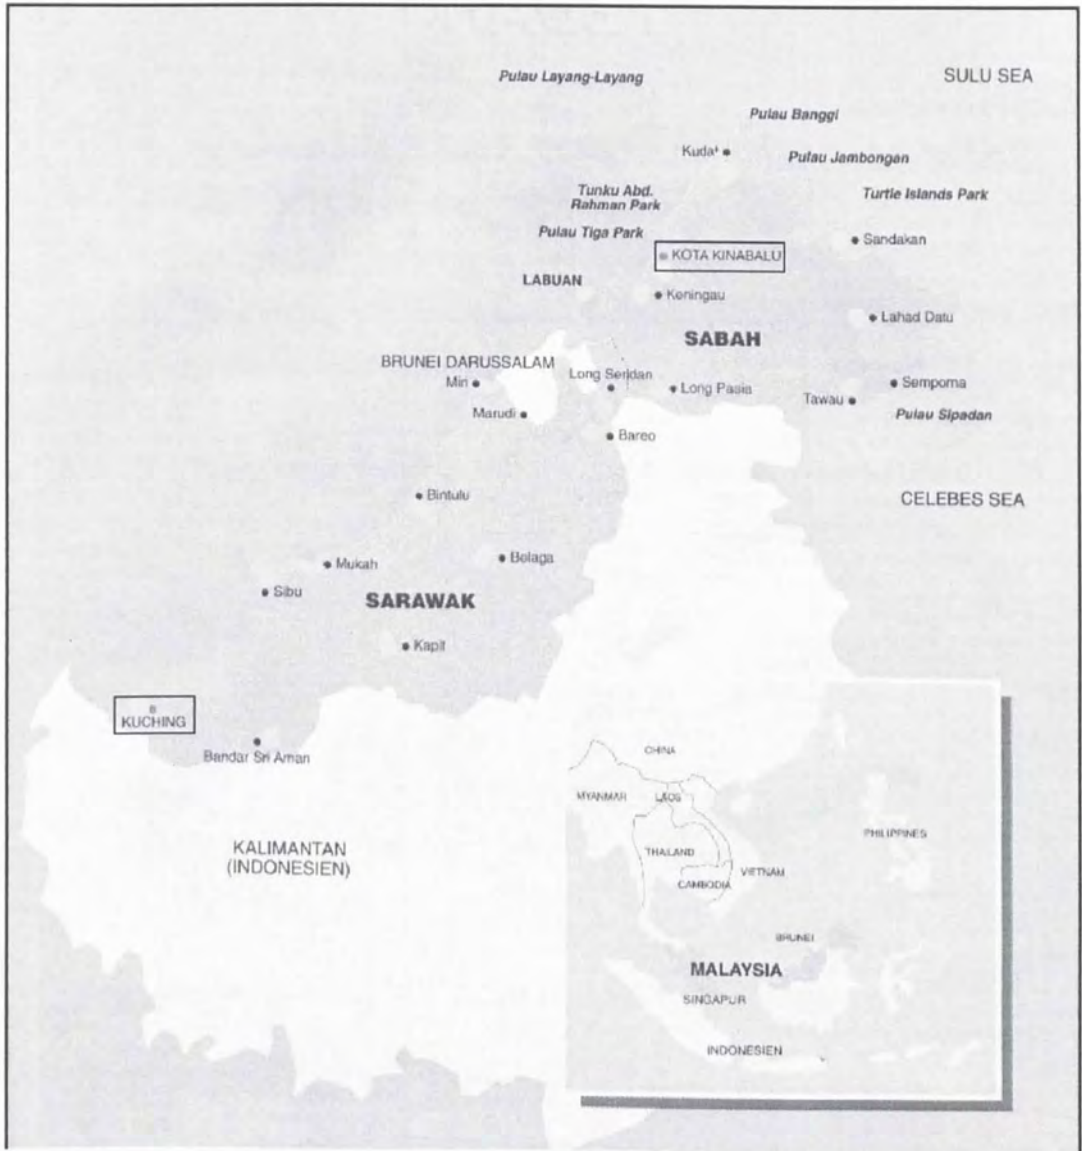 Pulau Layang-Layang
SULU SEA
Pulau Banggi
Pulau Jambongan
Tunku Abd.
Rahman Park
Turtle Islands Park
Pulau Tiga Park
Sandakan
KOTA KINABALU
LABUAN
Keningau
Lahad Datu
SABAH
BRUNEI DARUSSALAM
Long Seridan
Miri
Long Pasia
Semporna
Tawau
Marudi
Pulau Sipadan
Bareo
Bintulu
CELEBES SEA
Belaga
Mukah
Sibu
SARAWAK
Kapit
KUCHING
Bandar Sri Aman
KALIMANTAN
(INDONESIEN)
CHINA
MYANMAR
LAOS
PHILIPPINES
THAILAND
VIETNAM
CAMBODIA
BRUNEI
MALAYSIA
SINGAPUR
INDONESIEN